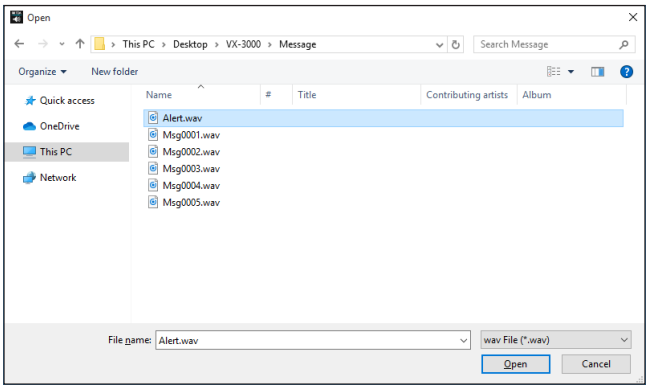 Open
This PC > Desktop > VX-3000 > Message
Search Message
Organize
New folder
?
Name
#
Title
Contributing artists
Album
Quick access
OneDrive
This PC
Network
Alert.wav
Msg0001.wav
Msg0002.wav
Msg0003.wav
Msg0004.wav
Msg0005.wav
File name: Alert.wav
wav File (*.wav)
Open
Cancel